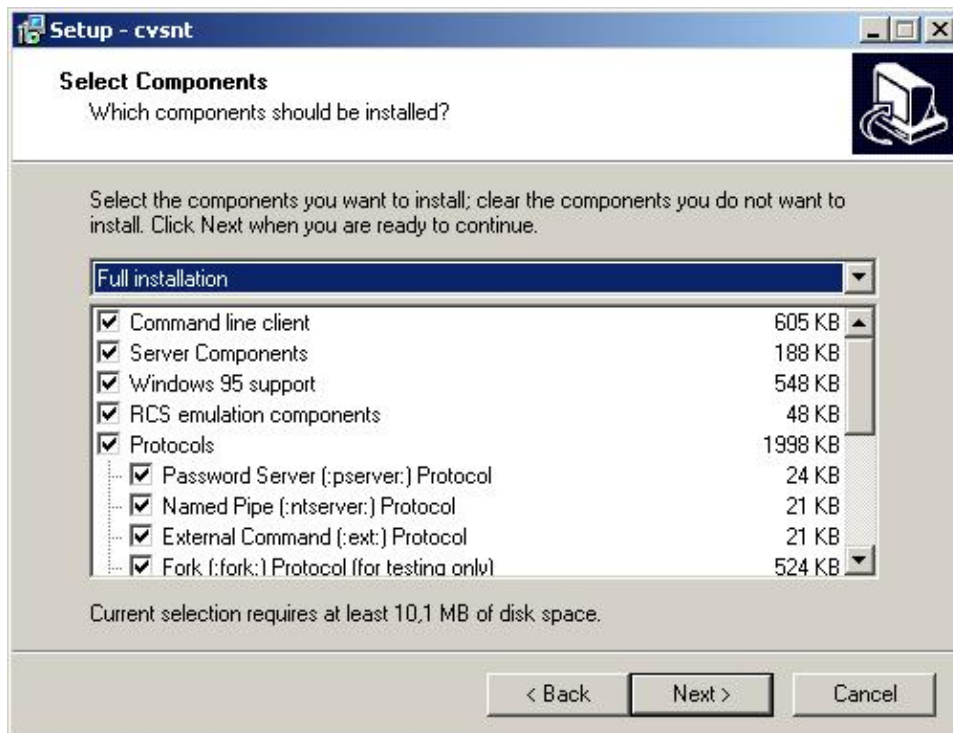 Setup - cvsnt
Select Components
Which components should be installed?
Select the components you want to install; clear the components you do not want to
install. Click Next when you are ready to continue.
Full installation
Command line client 605 KB
Server Components 188 KB
Windows 95 support 548 KB
RCS emulation components 48 KB
Protocols 1998 KB
Password Server (:pserver:) Protocol 24 KB
Named Pipe (:ntserver:) Protocol 21 KB
External Command (:ext:) Protocol 21 KB
Fork (:fork:) Protocol (for testing only) 524 KB
Current selection requires at least 10,1 MB of disk space.
< Back Next > Cancel